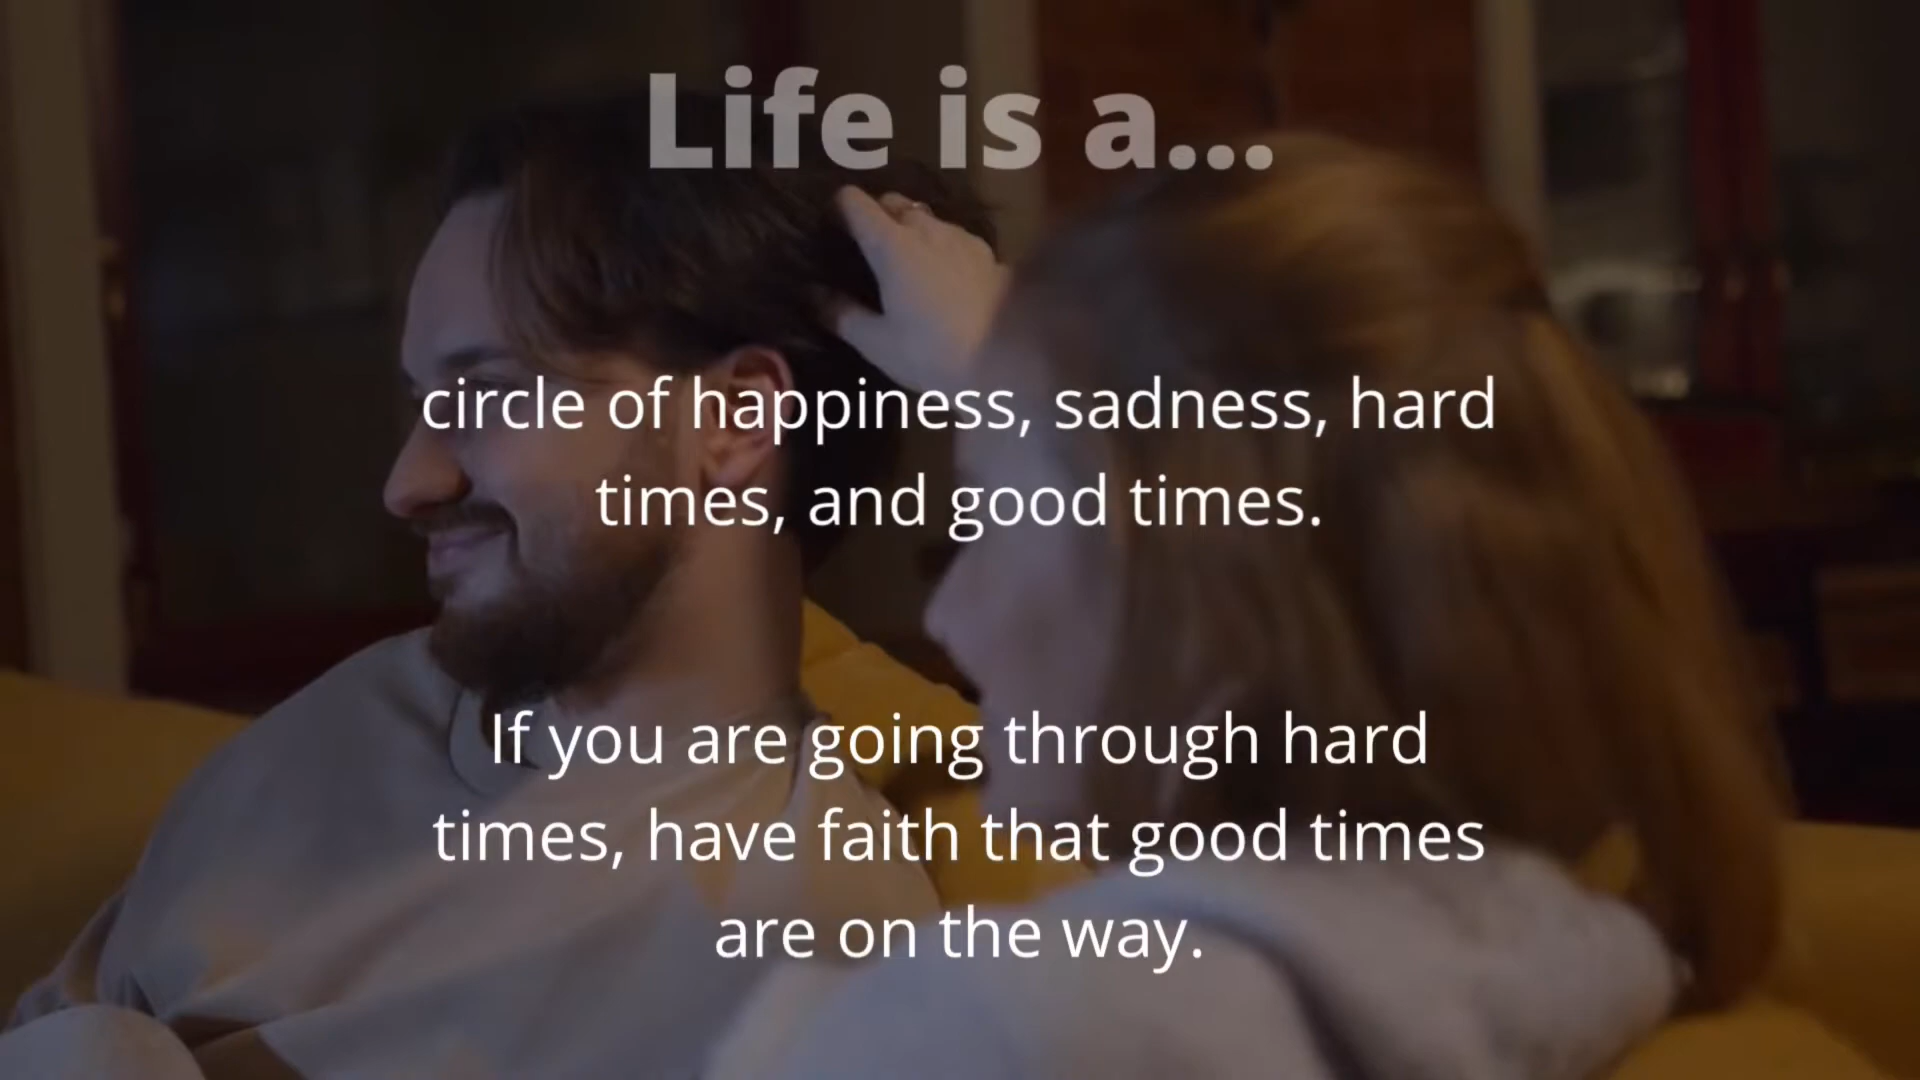 Life is a...
circle of happiness, sadness, hard
times, and good times.
If you are going through hard
times, have faith that good times
are on the way.